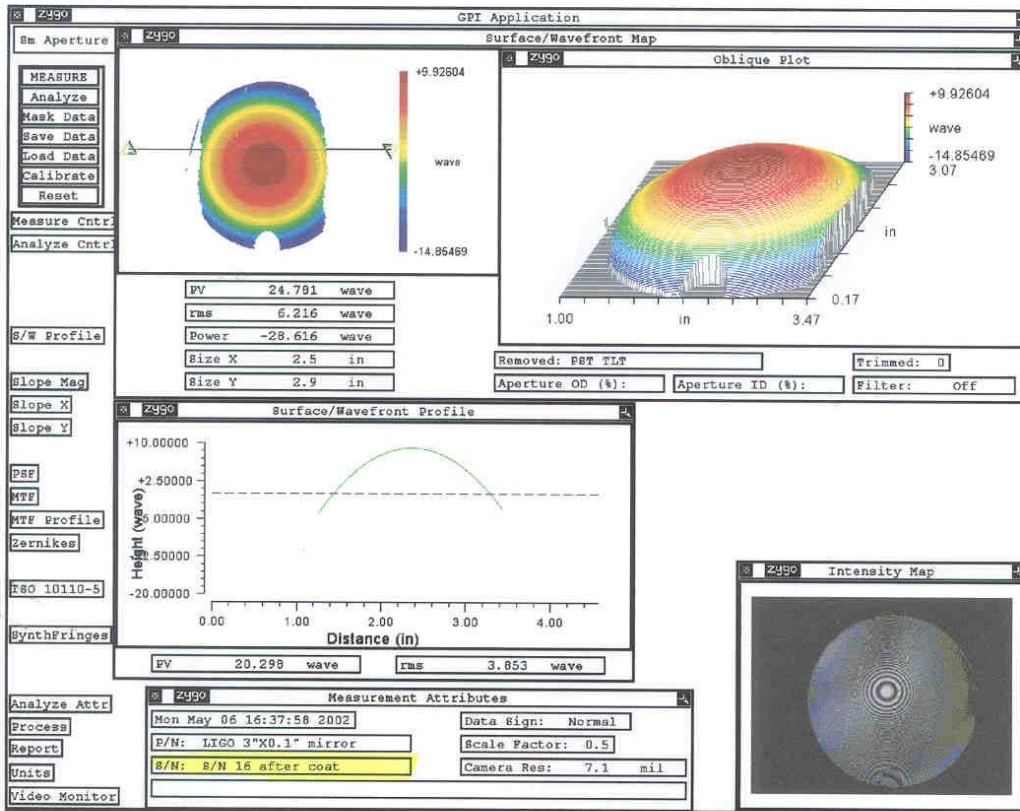 zygo GPI Application
Sm Aperture
zygo Surface/Wavefront Map
MEASURE
Analyze
Mask Data
Save Data
Load Data
Calibrate
Reset
Measure Cntrl
Analyze Cntrl
S/W Profile
Slope Mag
Slope X
Slope Y
PSF
MTF
MTF Profile
Zernikes
ISO 10110-5
SynthFringes
Analyze Attr
Process
Report
Units
Video Monitor
+9.92604
wave
-14.85469
PV 24.781 wave
rms 6.216 wave
Power -28.616 wave
Size X 2.5 in
Size Y 2.9 in
zygo Oblique Plot
+9.92604
wave
-14.85469
3.07
in
0.17
1.00 in 3.47
Removed: PST TLT Trimmed: 0
Aperture OD (%): Aperture ID (%): Filter: Off
zygo Surface/Wavefront Profile
+10.00000
+2.50000
-5.00000
-12.50000
-20.00000
Height (wave)
0.00 1.00 2.00 3.00 4.00
Distance (in)
PV 20.298 wave rms 3.853 wave
zygo Measurement Attributes
Mon May 06 16:37:58 2002 Data Sign: Normal
P/N: LIGO 3"X0.1" mirror Scale Factor: 0.5
S/N: S/N 16 after coat Camera Res: 7.1 mil
zygo Intensity Map